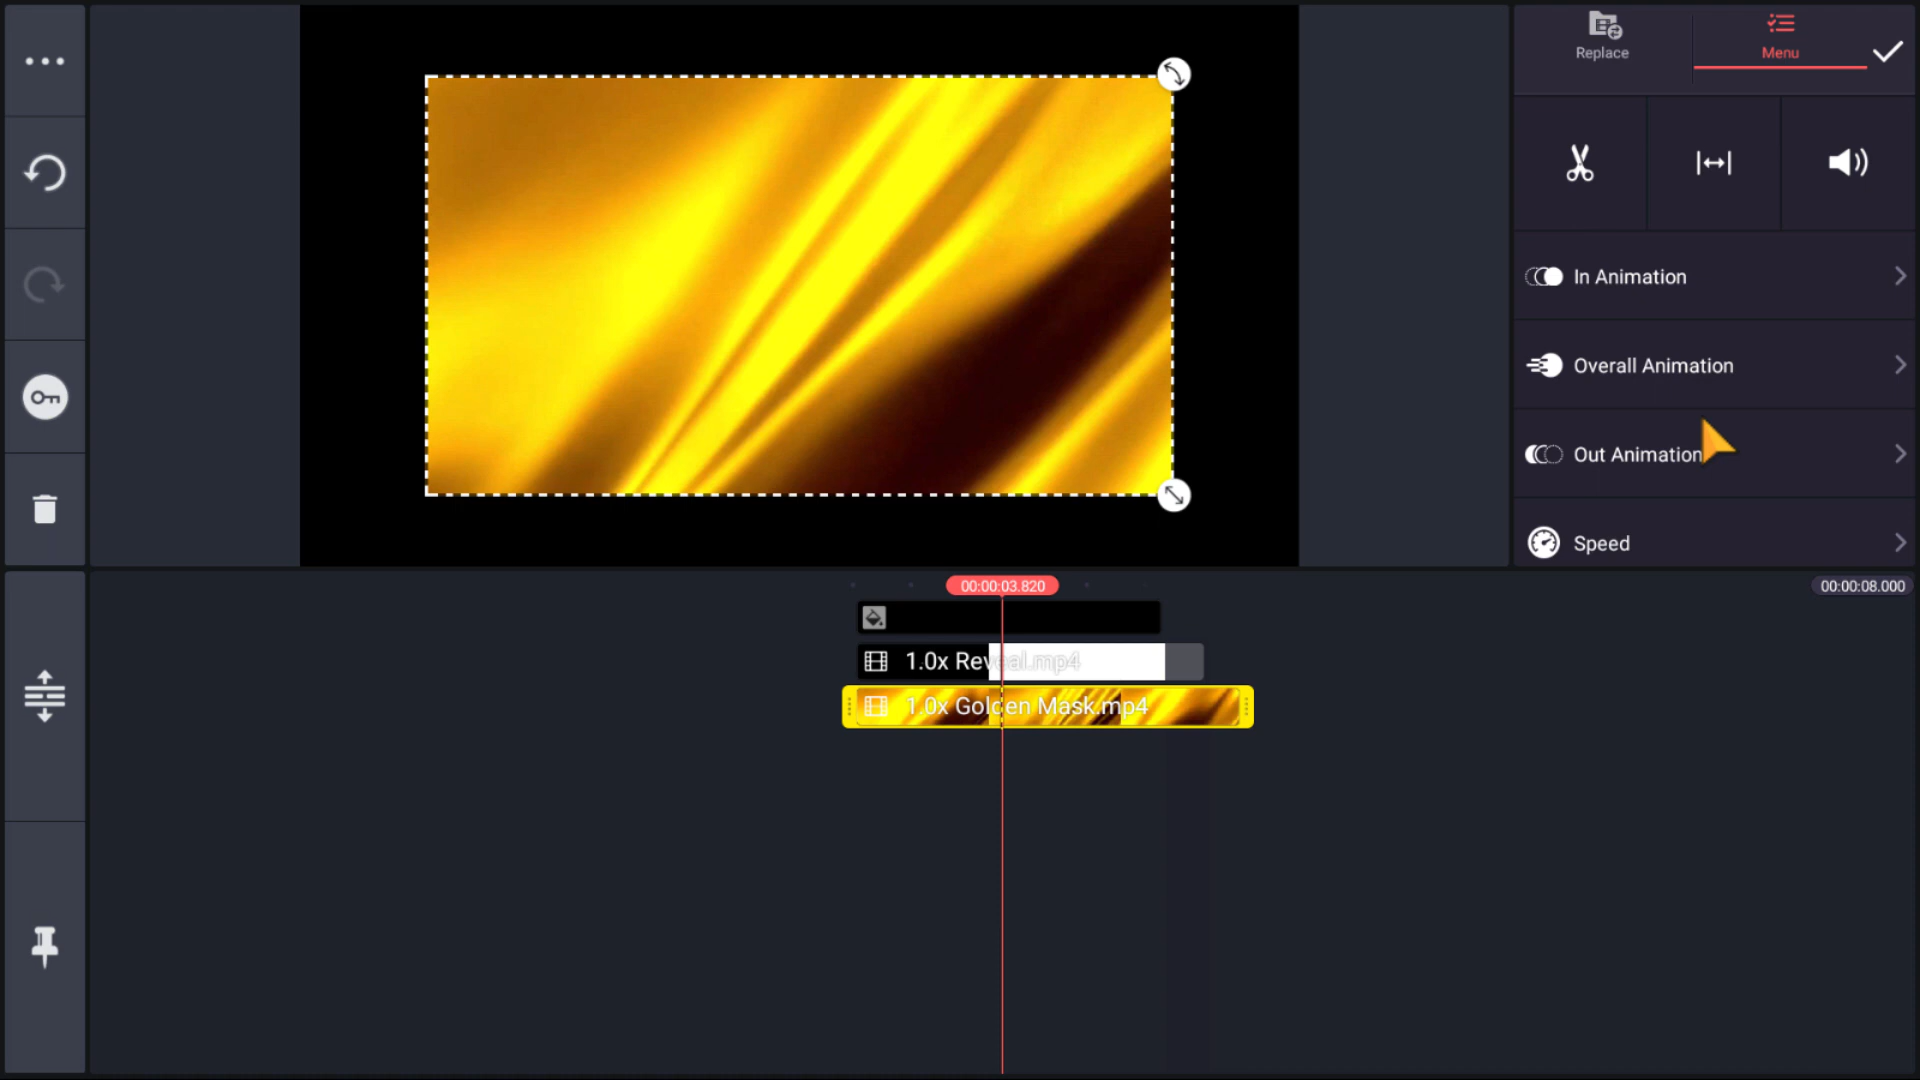 Replace
Menu
In Animation
Overall Animation
Out Animation
Speed
00:00:03.820
00:00:08.000
1.0x Reveal.mp4
1.0x Golden Mask.mp4